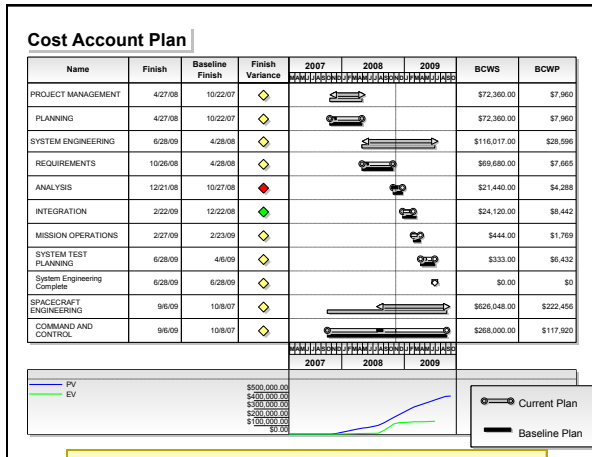 Cost Account Plan
Name Finish Baseline Finish Finish Variance 2007 2008 2009 BCWS BCWP
M A M J J A S O N D J F M A M J J A S O N D J F M A M J J A S O
PROJECT MANAGEMENT 4/27/08 10/22/07 $72,360.00 $7,960
PLANNING 4/27/08 10/22/07 $72,360.00 $7,960
SYSTEM ENGINEERING 6/28/09 4/28/08 $116,017.00 $28,596
REQUIREMENTS 10/26/08 4/28/08 $69,680.00 $7,665
ANALYSIS 12/21/08 10/27/08 $21,440.00 $4,288
INTEGRATION 2/22/09 12/22/08 $24,120.00 $8,442
MISSION OPERATIONS 2/27/09 2/23/09 $444.00 $1,769
SYSTEM TEST PLANNING 6/28/09 4/6/09 $333.00 $6,432
System Engineering Complete 6/28/09 6/28/09 $0.00 $0
SPACECRAFT ENGINEERING 9/6/09 10/8/07 $626,048.00 $222,456
COMMAND AND CONTROL 9/6/09 10/8/07 $268,000.00 $117,920
M A M J J A S O N D J F M A M J J A S O N D J F M A M J J A S O
2007 2008 2009
PV
EV
$500,000.00
$400,000.00
$300,000.00
$200,000.00
$100,000.00
$0.00
Current Plan
Baseline Plan